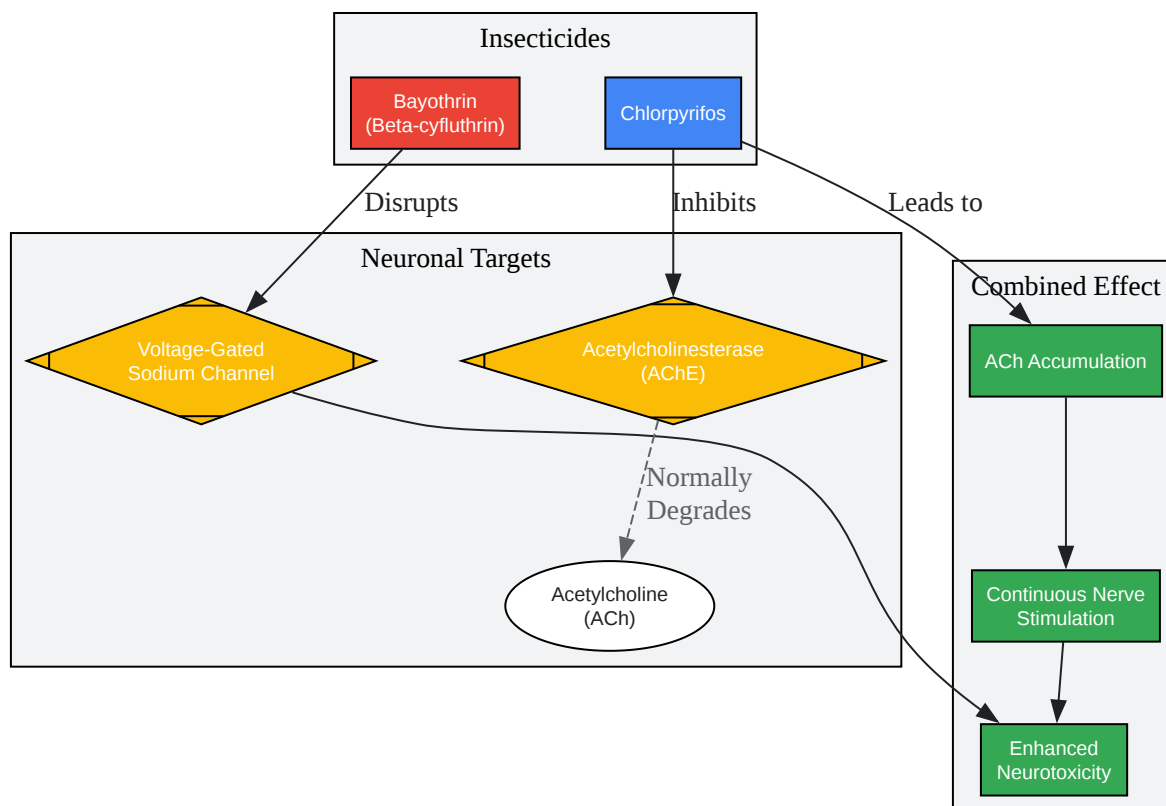 Insecticides
Bayothrin
(Beta-cyfluthrin)
Chlorpyrifos
Disrupts
Inhibits
Leads to
Neuronal Targets
Combined Effect
Voltage-Gated
Sodium Channel
Acetylcholinesterase
(AChE)
ACh Accumulation
Normally
Degrades
Acetylcholine
(ACh)
Continuous Nerve
Stimulation
Enhanced
Neurotoxicity